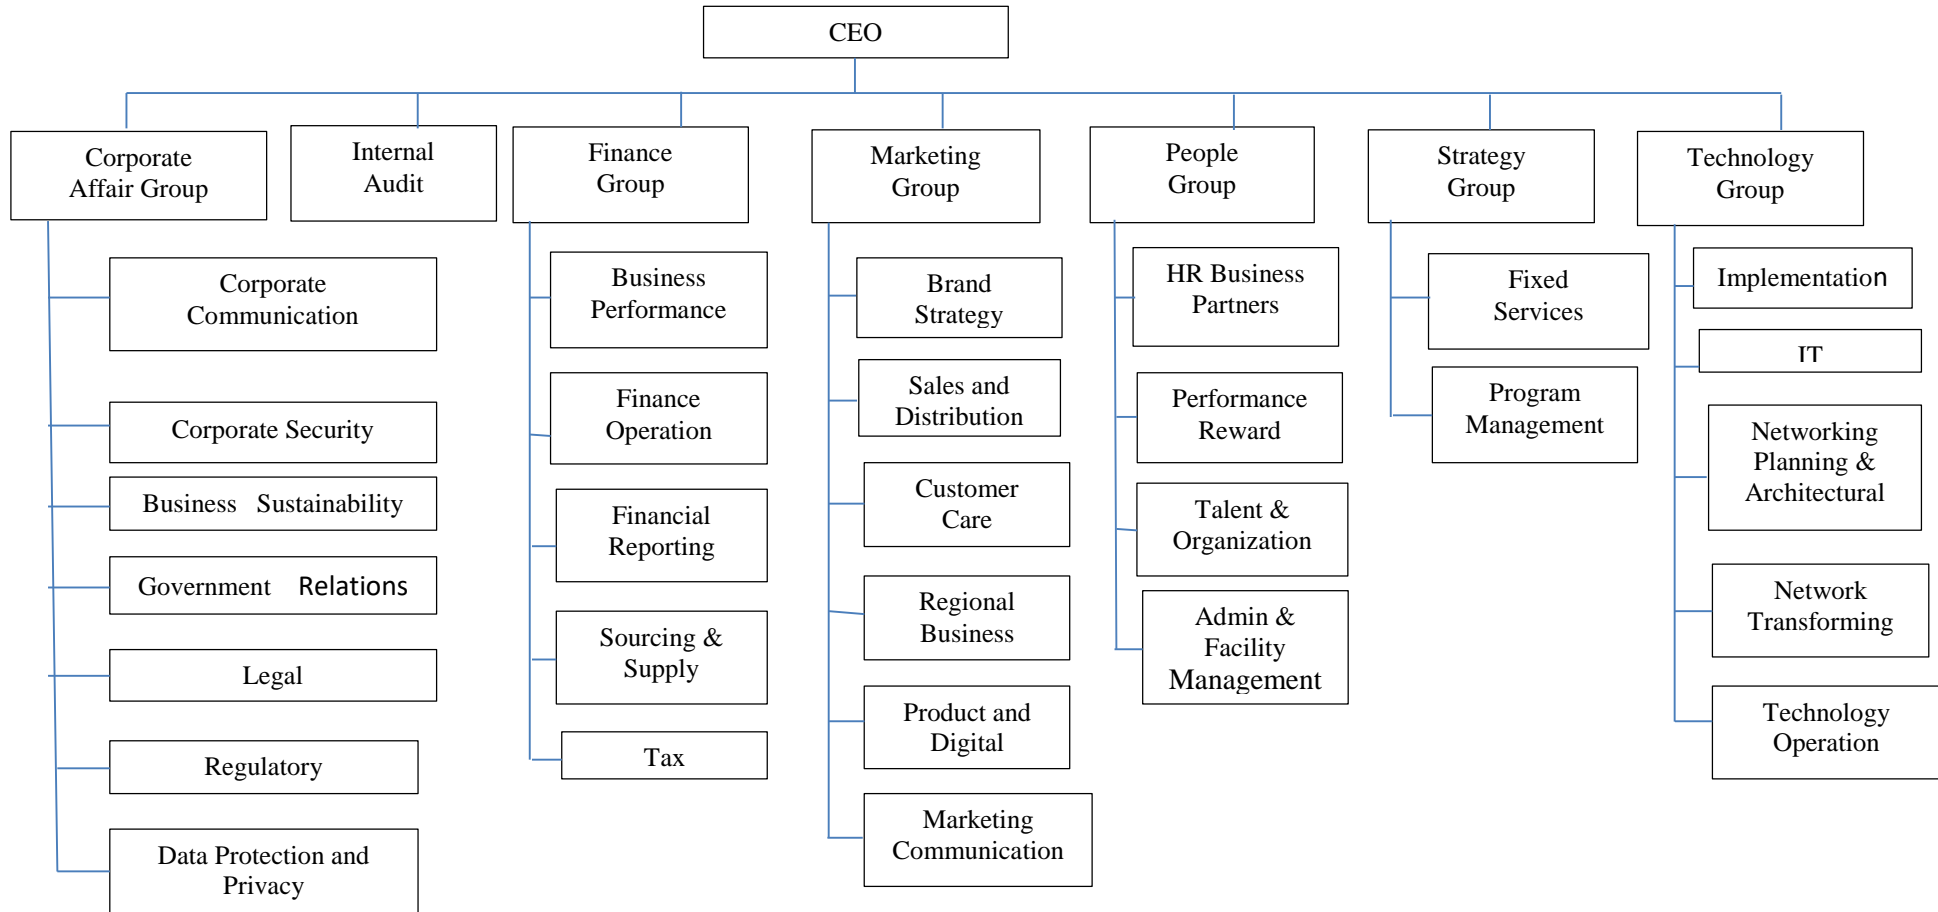 CEO
Corporate
Affair Group
Internal
Audit
Finance
Group
Marketing
Group
People
Group
Strategy
Group
Technology
Group
Corporate
Communication
Corporate Security
Business Sustainability
Government Relations
Legal
Regulatory
Data Protection and
Privacy
Business
Performance
Finance
Operation
Financial
Reporting
Sourcing &
Supply
Tax
Brand
Strategy
Sales and
Distribution
Customer
Care
Regional
Business
Product and
Digital
Marketing
Communication
HR Business
Partners
Performance
Reward
Talent &
Organization
Admin &
Facility
Management
Fixed
Services
Program
Management
Implementation
IT
Networking
Planning &
Architectural
Network
Transforming
Technology
Operation